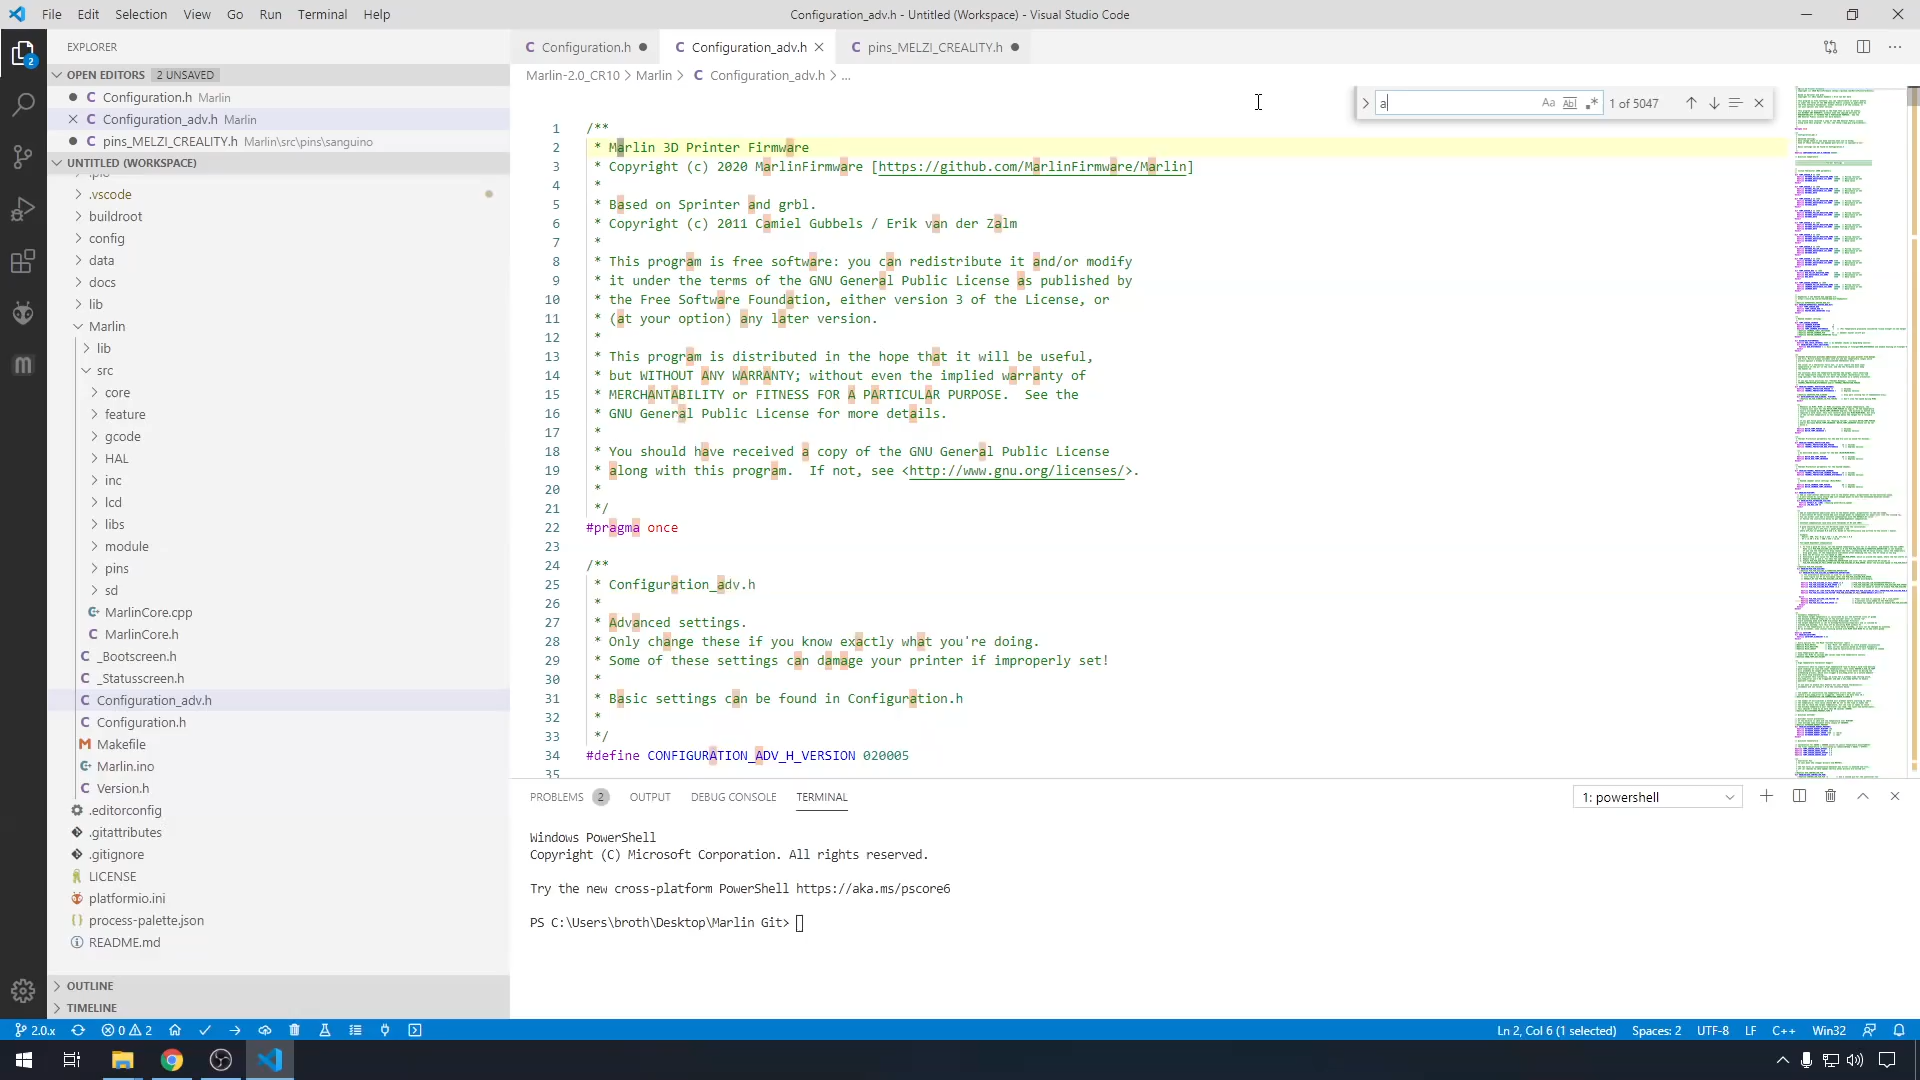 File Edit Selection View Go Run Terminal Help
Configuration_adv.h - Untitled (Workspace) - Visual Studio Code
EXPLORER
OPEN EDITORS 2 UNSAVED
Configuration.h Marlin
Configuration_adv.h Marlin
pins_MELZI_CREALITY.h Marlin\src\pins\sanguino
UNTITLED (WORKSPACE)
.vscode
buildroot
config
data
docs
lib
Marlin
lib
src
core
feature
gcode
HAL
inc
lcd
libs
module
pins
sd
MarlinCore.cpp
MarlinCore.h
_Bootscreen.h
_Statusscreen.h
Configuration_adv.h
Configuration.h
Makefile
Marlin.ino
Version.h
.editorconfig
.gitattributes
.gitignore
LICENSE
platformio.ini
process-palette.json
README.md
OUTLINE
TIMELINE
Configuration.h Configuration_adv.h pins_MELZI_CREALITY.h
Marlin-2.0_CR10 > Marlin > C Configuration_adv.h > ...
a Aa Abl .* 1 of 5047
1 /**
2 * Marlin 3D Printer Firmware
3 * Copyright (c) 2020 MarlinFirmware [https://github.com/MarlinFirmware/Marlin]
4 *
5 * Based on Sprinter and grbl.
6 * Copyright (c) 2011 Camiel Gubbels / Erik van der Zalm
7 *
8 * This program is free software: you can redistribute it and/or modify
9 * it under the terms of the GNU General Public License as published by
10 * the Free Software Foundation, either version 3 of the License, or
11 * (at your option) any later version.
12 *
13 * This program is distributed in the hope that it will be useful,
14 * but WITHOUT ANY WARRANTY; without even the implied warranty of
15 * MERCHANTABILITY or FITNESS FOR A PARTICULAR PURPOSE.  See the
16 * GNU General Public License for more details.
17 *
18 * You should have received a copy of the GNU General Public License
19 * along with this program.  If not, see <http://www.gnu.org/licenses/>.
20 *
21 */
22 #pragma once
23
24 /**
25 * Configuration_adv.h
26 *
27 * Advanced settings.
28 * Only change these if you know exactly what you're doing.
29 * Some of these settings can damage your printer if improperly set!
30 *
31 * Basic settings can be found in Configuration.h
32 *
33 */
34 #define CONFIGURATION_ADV_H_VERSION 020005
35
PROBLEMS 2 OUTPUT DEBUG CONSOLE TERMINAL
1: powershell
Windows PowerShell
Copyright (C) Microsoft Corporation. All rights reserved.
Try the new cross-platform PowerShell https://aka.ms/pscore6
PS C:\Users\broth\Desktop\Marlin Git>
2.0.x 0 2
Ln 2, Col 6 (1 selected) Spaces: 2 UTF-8 LF C++ Win32